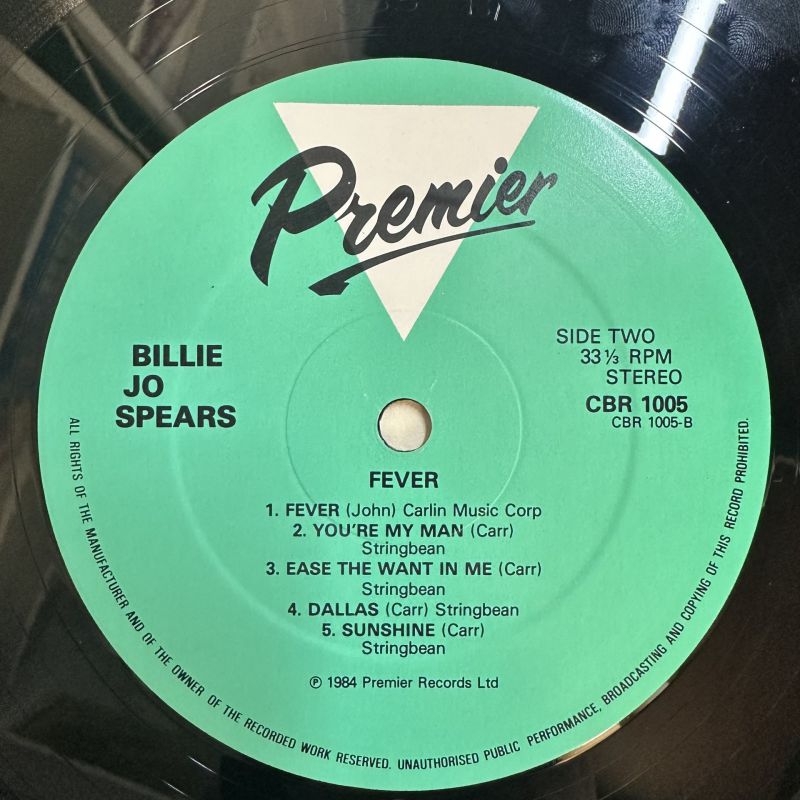 Premier
BILLIE
JO
SPEARS
SIDE TWO
33⅓ RPM
STEREO
CBR 1005
CBR 1005-B
FEVER
1. FEVER (John) Carlin Music Corp
2. YOU'RE MY MAN (Carr)
Stringbean
3. EASE THE WANT IN ME (Carr)
Stringbean
4. DALLAS (Carr) Stringbean
5. SUNSHINE (Carr)
Stringbean
℗ 1984 Premier Records Ltd
ALL RIGHTS OF THE MANUFACTURER AND OF THE OWNER OF THE RECORDED WORK RESERVED. UNAUTHORISED PUBLIC PERFORMANCE, BROADCASTING AND COPYING OF THIS RECORD PROHIBITED.